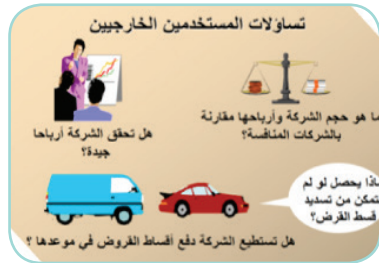 تساؤلات المستخدمين الخارجيين
ما هو حجم الشركة وأرباحها مقارنة
بالشركات المنافسة؟
هل تحقق الشركة أرباحا
جيدة؟
ماذا يحصل لو لم
تتمكن من تسديد
قسط القرض؟
هل تستطيع الشركة دفع أقساط القروض في موعدها ؟